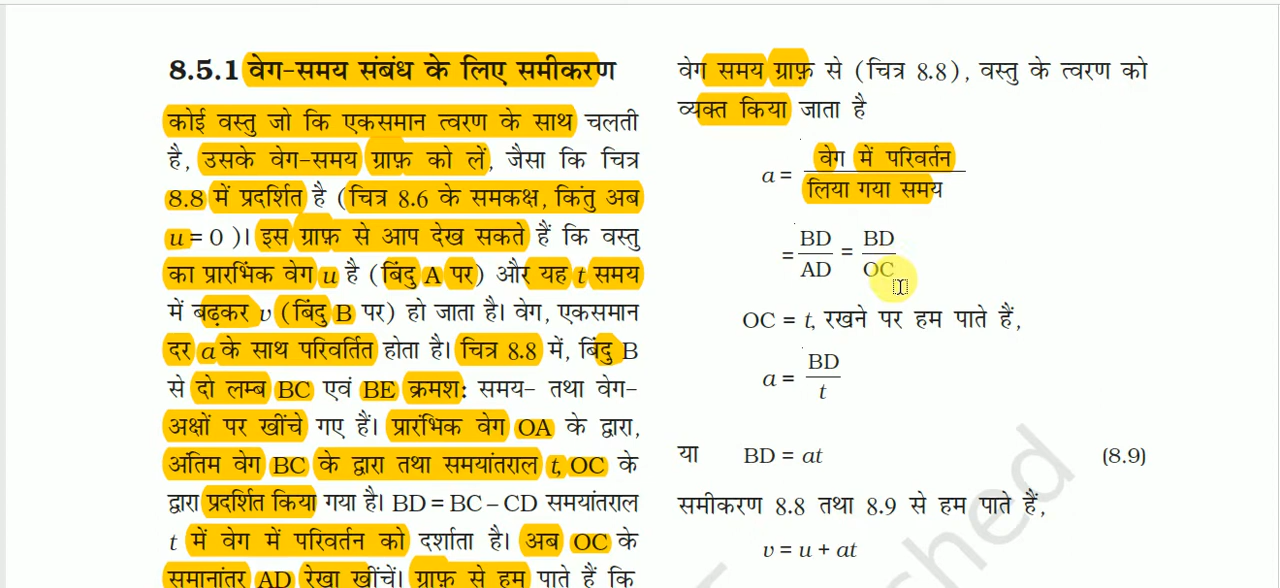 8.5.1 वेग-समय संबंध के लिए समीकरण
कोई वस्तु जो कि एकसमान त्वरण के साथ चलती
है, उसके वेग-समय ग्राफ़ को लें, जैसा कि चित्र
8.8 में प्रदर्शित है (चित्र 8.6 के समकक्ष, किंतु अब
u = 0 )। इस ग्राफ़ से आप देख सकते हैं कि वस्तु
का प्रारंभिक वेग u है (बिंदु A पर) और यह t समय
में बढ़कर v (बिंदु B पर) हो जाता है। वेग, एकसमान
दर a के साथ परिवर्तित होता है। चित्र 8.8 में, बिंदु B
से दो लम्ब BC एवं BE क्रमश: समय- तथा वेग-
अक्षों पर खींचे गए हैं। प्रारंभिक वेग OA के द्वारा,
अंतिम वेग BC के द्वारा तथा समयांतराल t, OC के
द्वारा प्रदर्शित किया गया है। BD = BC – CD समयांतराल
t में वेग में परिवर्तन को दर्शाता है। अब OC के
समानांतर AD रेखा खींचें। ग्राफ़ से हम पाते हैं कि
वेग समय ग्राफ़ से (चित्र 8.8), वस्तु के त्वरण को
व्यक्त किया जाता है
a = वेग में परिवर्तन
लिया गया समय
= BD = BD
AD OC
OC = t, रखने पर हम पाते हैं,
a = BD
t
या BD = at (8.9)
समीकरण 8.8 तथा 8.9 से हम पाते हैं,
v = u + at